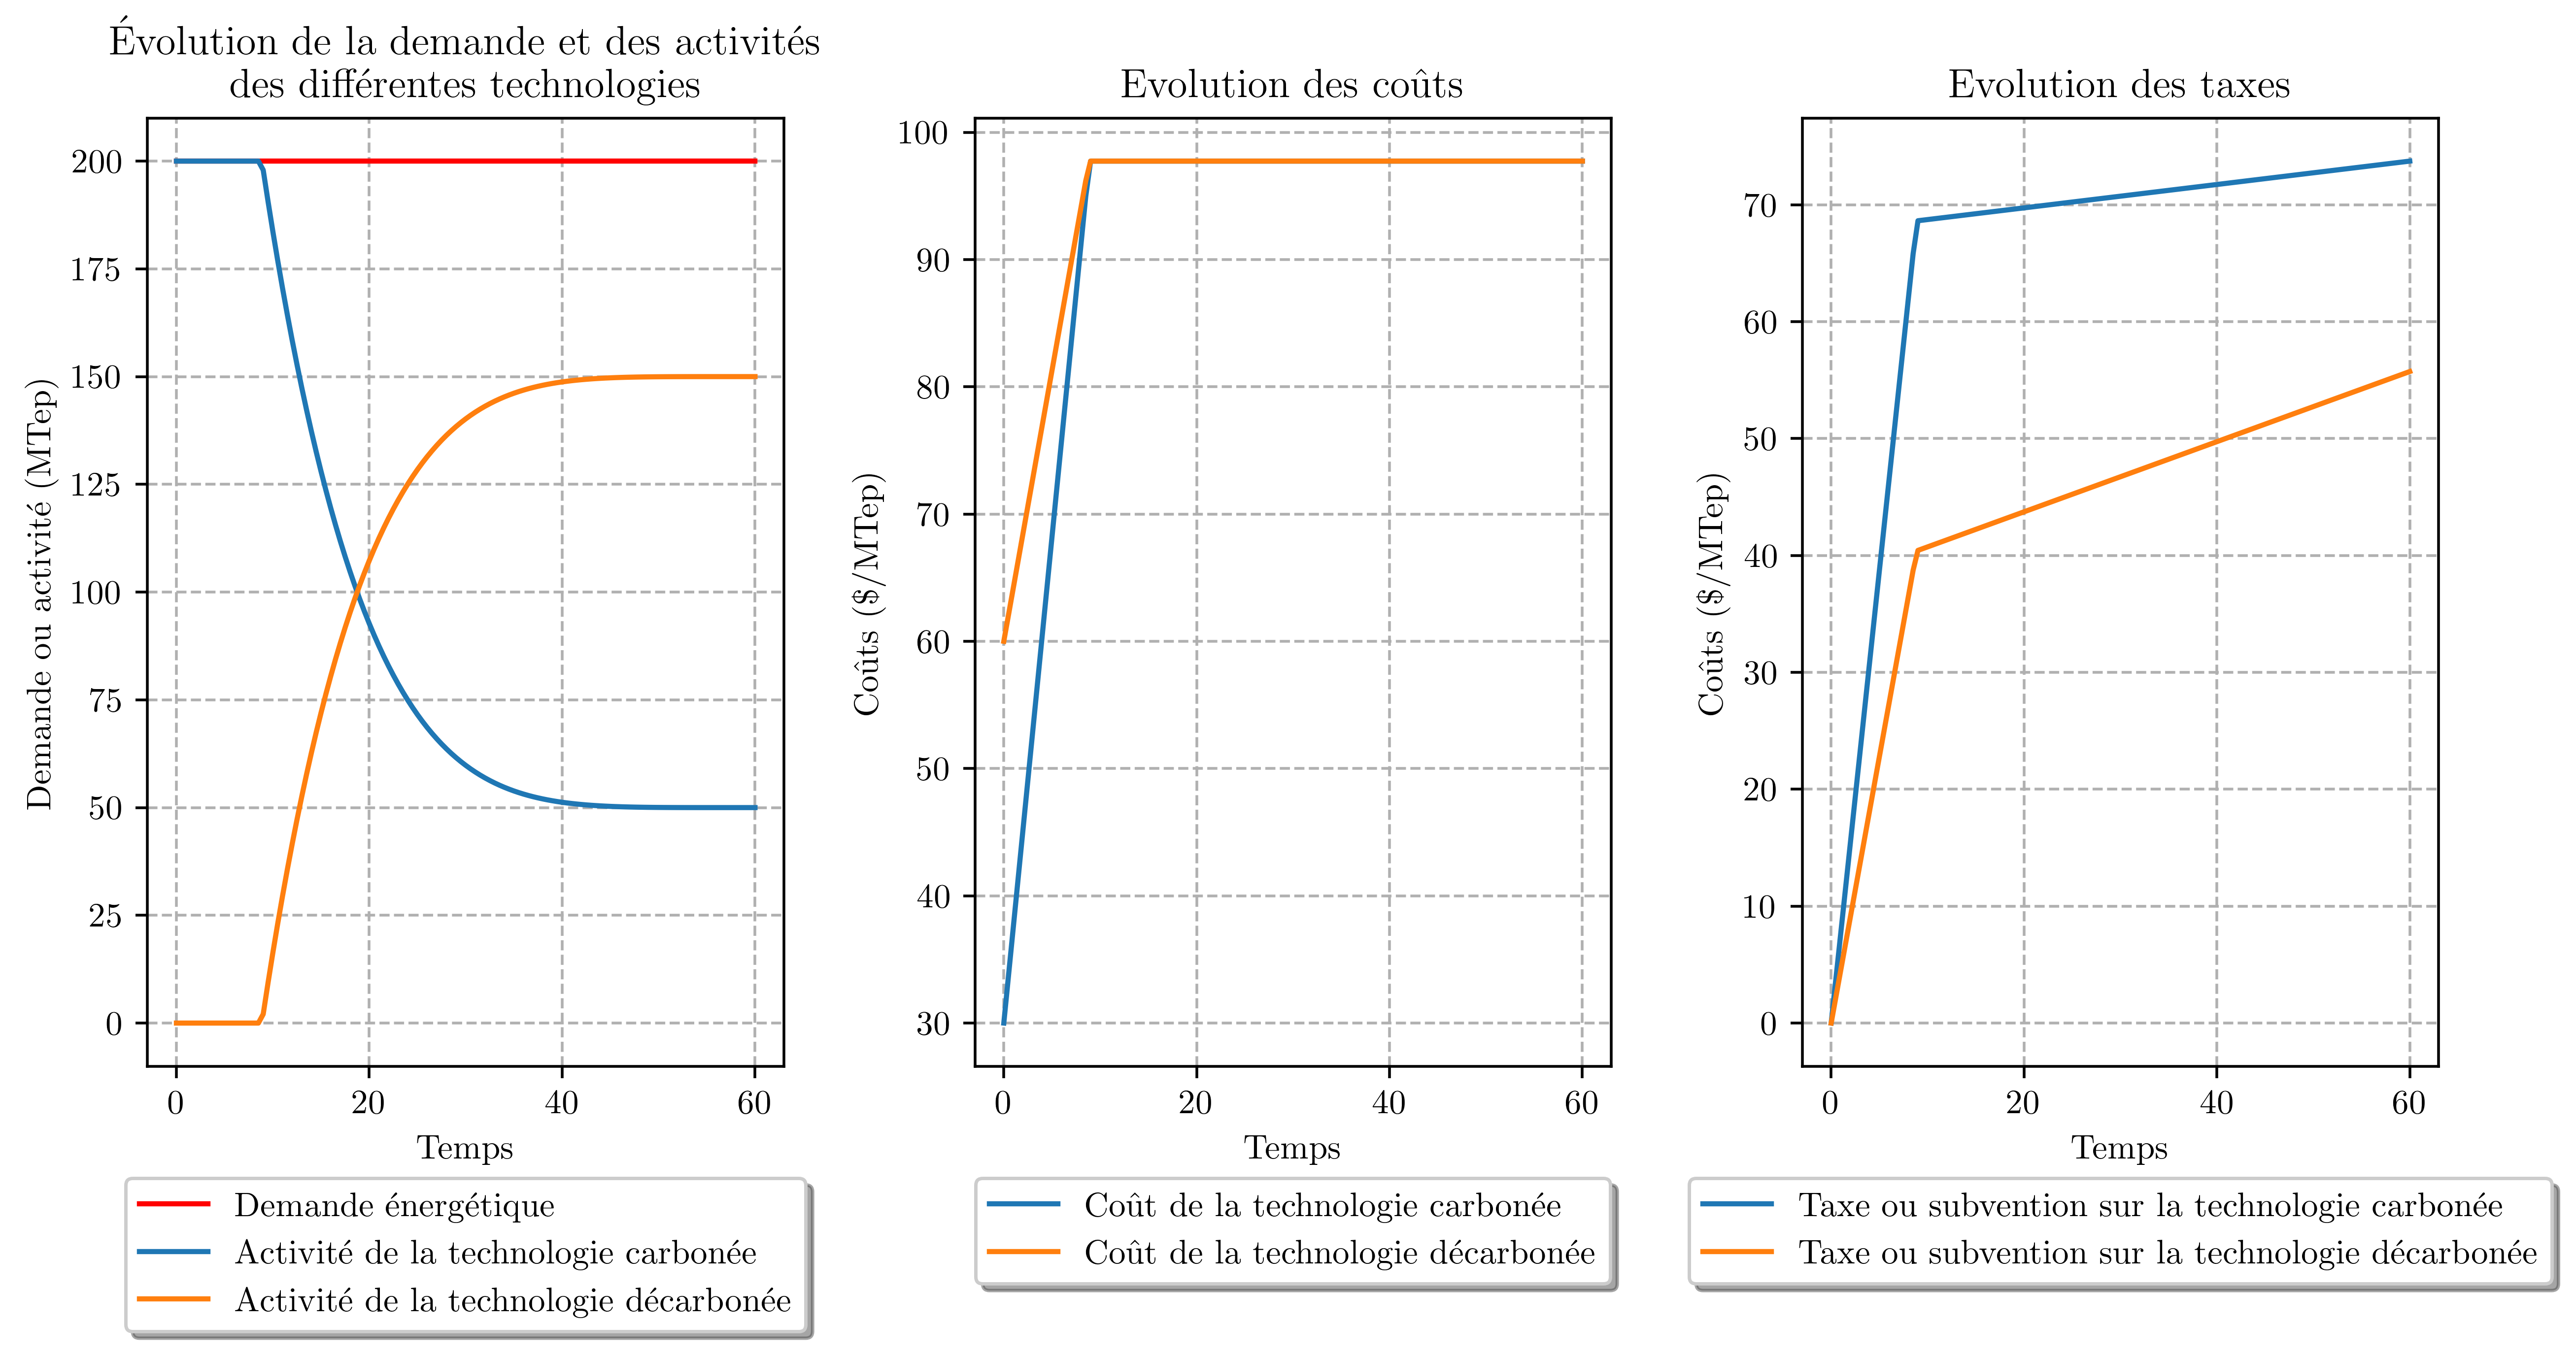 Évolution de la demande et des activités
des différentes technologies
Demande ou activité (MTep)
200
175
150
125
100
75
50
25
0
0 20 40 60
Temps
Demande énergétique
Activité de la technologie carbonée
Activité de la technologie décarbonée
Evolution des coûts
Coûts ($/MTep)
100
90
80
70
60
50
40
30
0 20 40 60
Temps
Coût de la technologie carbonée
Coût de la technologie décarbonée
Evolution des taxes
Coûts ($/MTep)
70
60
50
40
30
20
10
0
0 20 40 60
Temps
Taxe ou subvention sur la technologie carbonée
Taxe ou subvention sur la technologie décarbonée